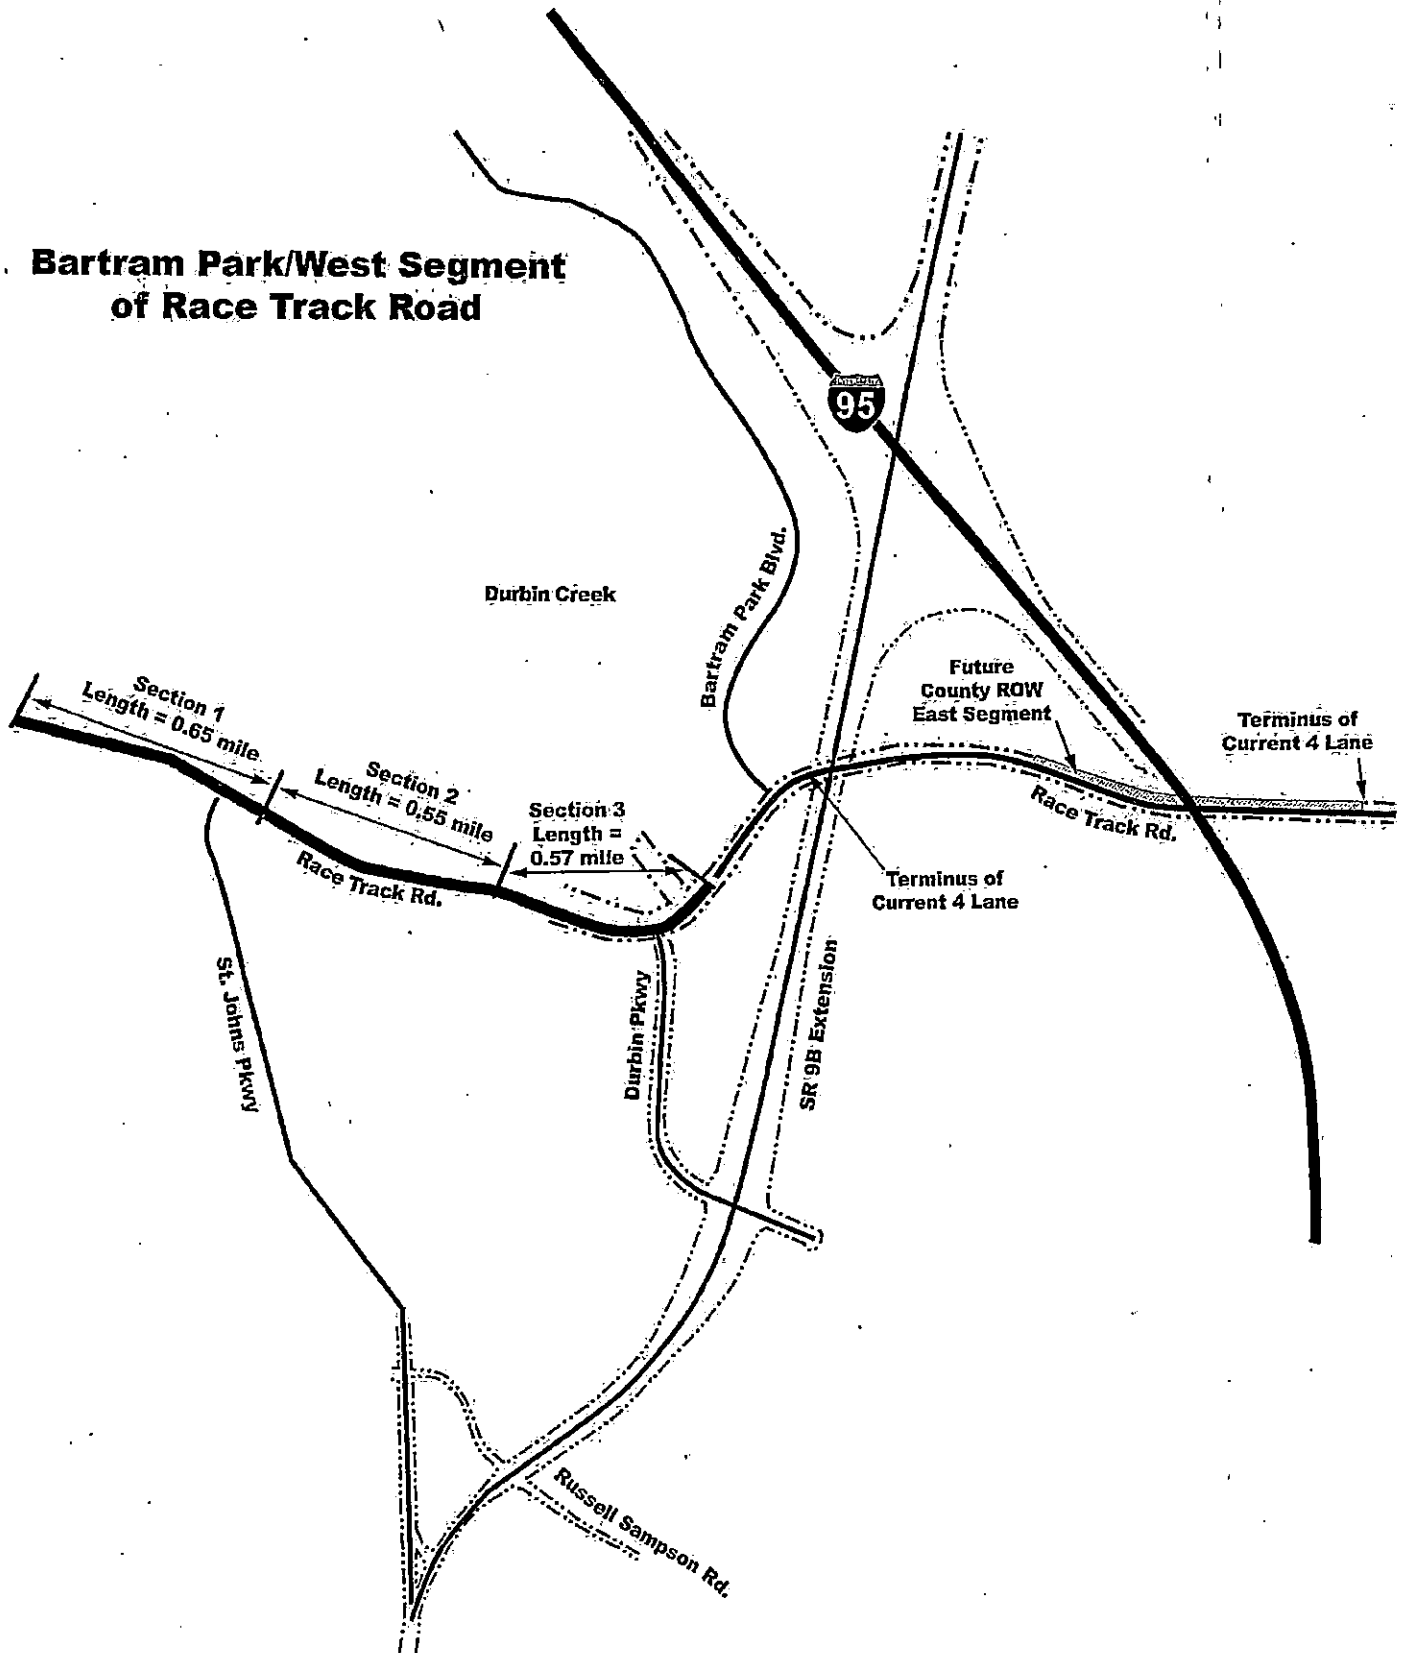 Bartram Park/West Segment
of Race Track Road
95
Bartram Park Blvd.
Durbin Creek
Future
County ROW
East Segment
Terminus of
Current 4 Lane
Section 1
Length = 0.65 mile
Section 2
Length = 0.55 mile
Section 3
Length =
0.57 mile
Race Track Rd.
Race Track Rd.
Terminus of
Current 4 Lane
St. Johns Pkwy
Durbin Pkwy
SR 9B Extension
Russell Sampson Rd.